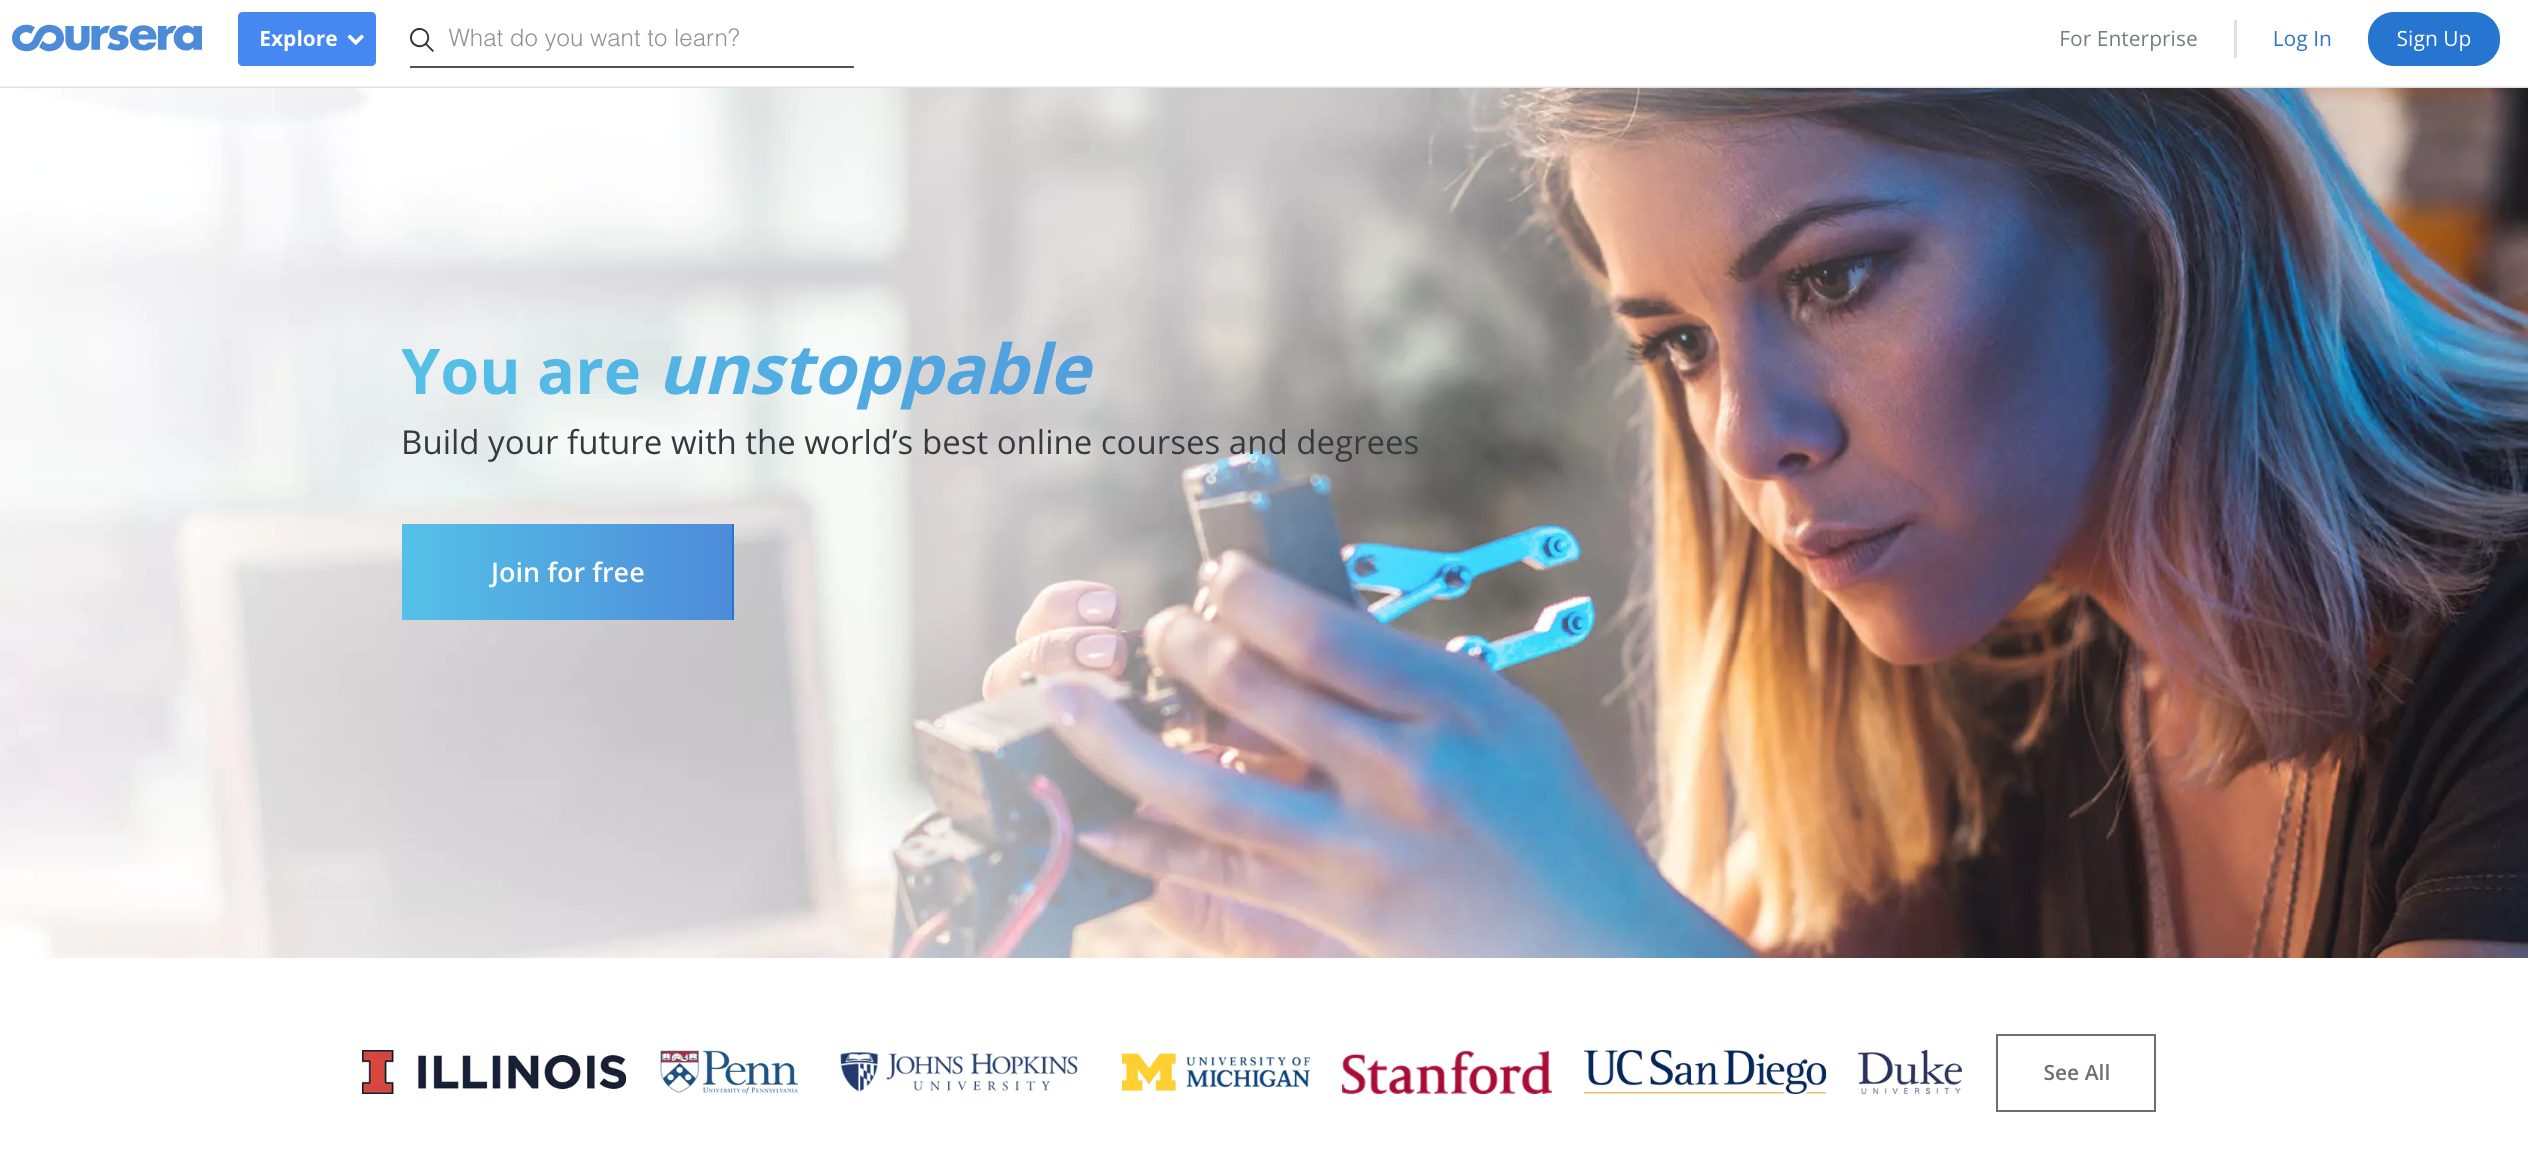 coursera
Explore
What do you want to learn?
For Enterprise
Log In
Sign Up
You are unstoppable
Build your future with the world’s best online courses and degrees
Join for free
I ILLINOIS
Penn
UNIVERSITY of PENNSYLVANIA
JOHNS HOPKINS
UNIVERSITY
M UNIVERSITY OF
MICHIGAN
Stanford
UC San Diego
Duke
UNIVERSITY
See All